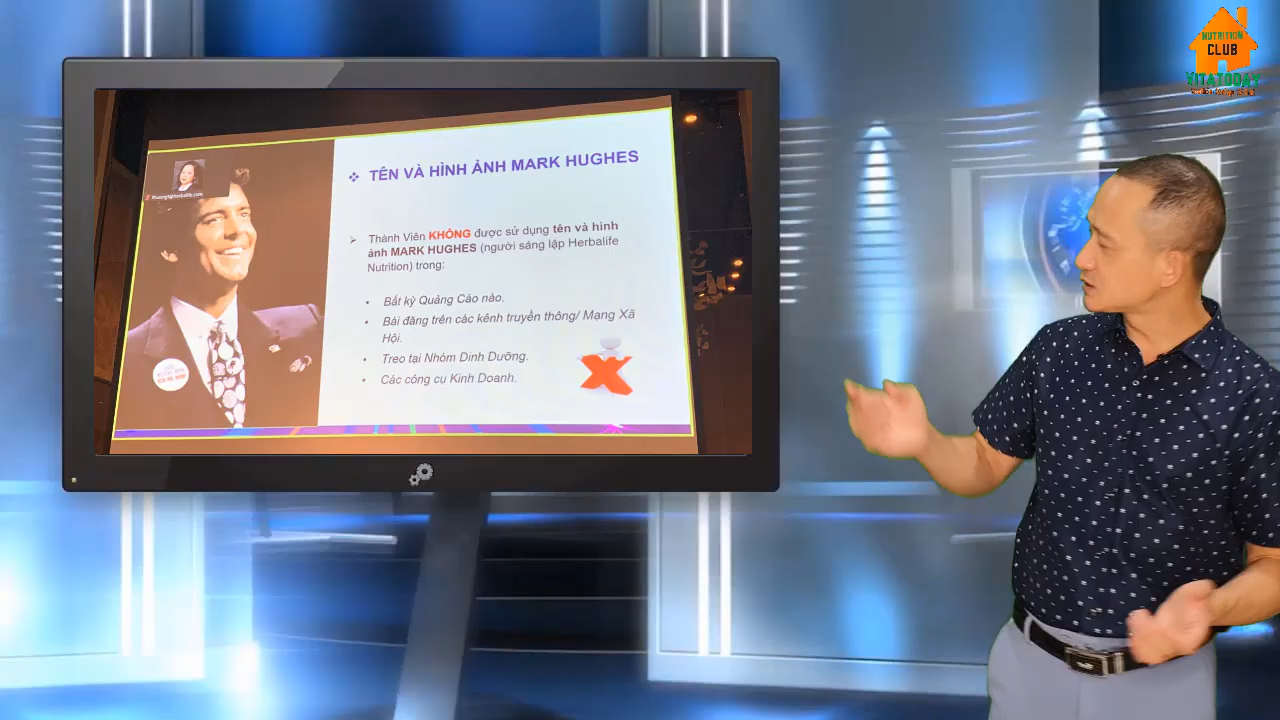 NUTRITION
CLUB
VITATODAY
TÊN VÀ HÌNH ẢNH MARK HUGHES
Thành Viên KHÔNG được sử dụng tên và hình
ảnh MARK HUGHES (người sáng lập Herbalife
Nutrition) trong:
Bất kỳ Quảng Cáo nào.
Bài đăng trên các kênh truyền thông/ Mạng Xã
Hội.
Treo tại Nhóm Dinh Dưỡng.
Các công cụ Kinh Doanh.